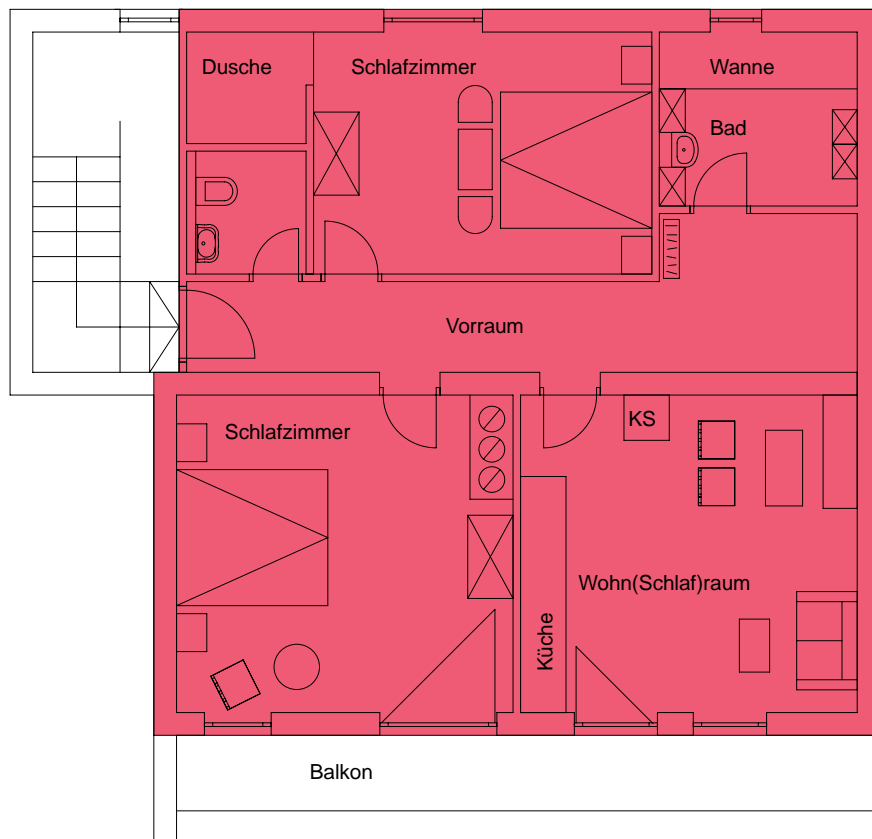 Dusche
Schlafzimmer
Wanne
Bad
Vorraum
Schlafzimmer
KS
Wohn(Schlaf)raum
Küche
Balkon